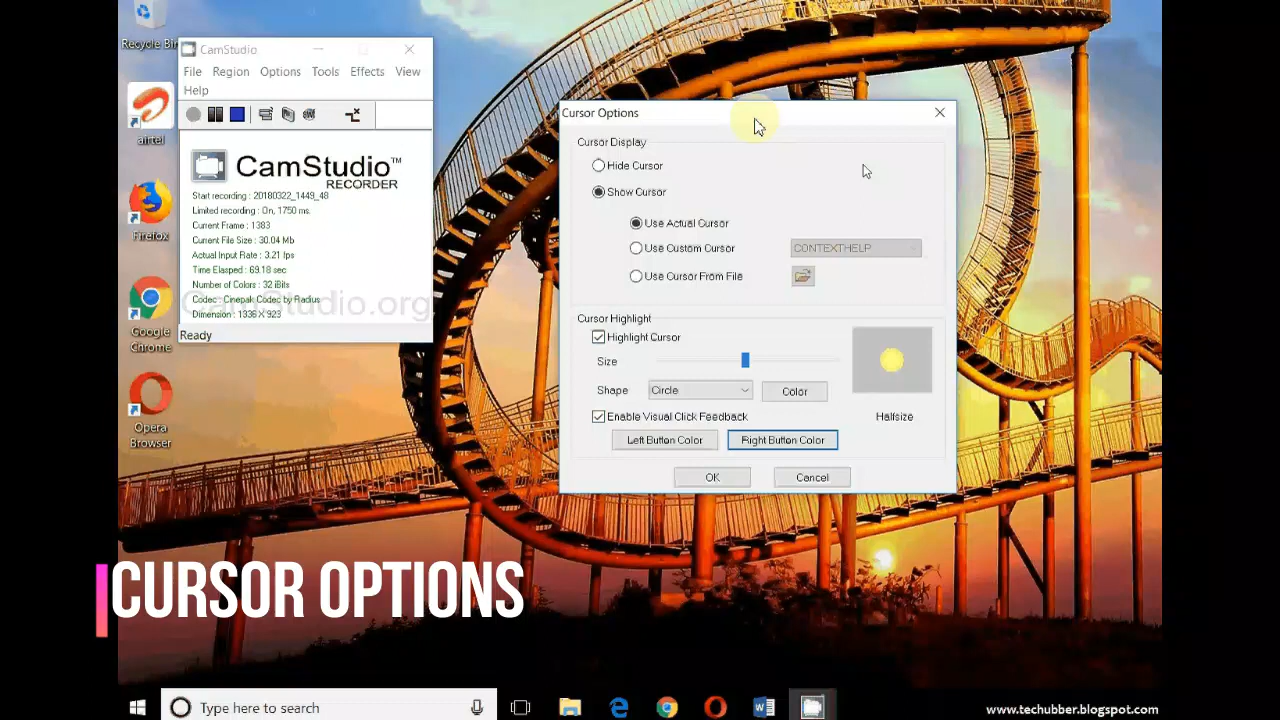 Recycle Bin
airtel
Firefox
Google
Chrome
Opera
Browser
CamStudio
File Region Options Tools Effects View
Help
CamStudio™
RECORDER
Start recording : 20180322_1449_48
Limited recording : On, 1750 ms.
Current Frame : 1383
Current File Size : 30.04 Mb
Actual Input Rate : 3.21 fps
Time Elasped : 69.18 sec
Number of Colors : 32 iBits
Codec: Cinepak Codec by Radius
Dimension : 1336 X 923
CamStudio.org
Ready
Cursor Options
Cursor Display
Hide Cursor
Show Cursor
Use Actual Cursor
Use Custom Cursor CONTEXTHELP
Use Cursor From File
Cursor Highlight
Highlight Cursor
Size
Shape Circle Color
Enable Visual Click Feedback Halfsize
Left Button Color Right Button Color
OK Cancel
CURSOR OPTIONS
Type here to search
www.techubber.blogspot.com